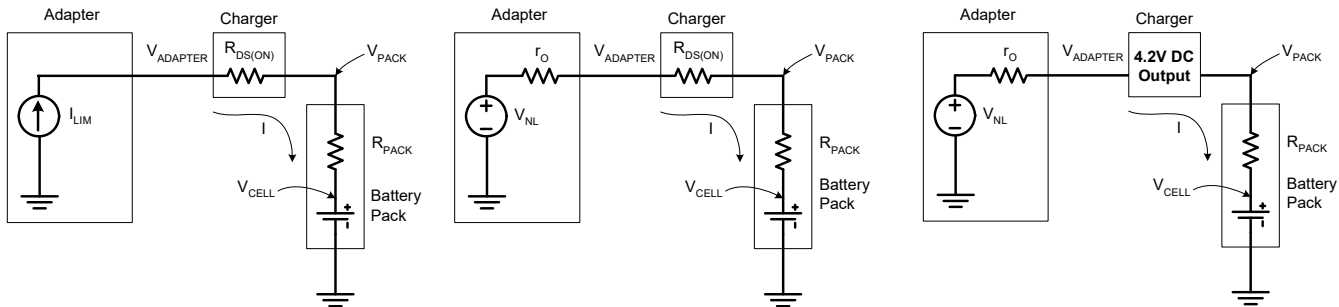 Adapter
Charger
V_ADAPTER
R_DS(ON)
V_PACK
I_LIM
I
R_PACK
V_CELL
+
Battery
Pack
Adapter
Charger
r_O
V_ADAPTER
R_DS(ON)
V_PACK
+
V_NL
I
R_PACK
V_CELL
+
Battery
Pack
Adapter
Charger
r_O
V_ADAPTER
4.2V DC
Output
V_PACK
+
V_NL
I
R_PACK
V_CELL
+
Battery
Pack